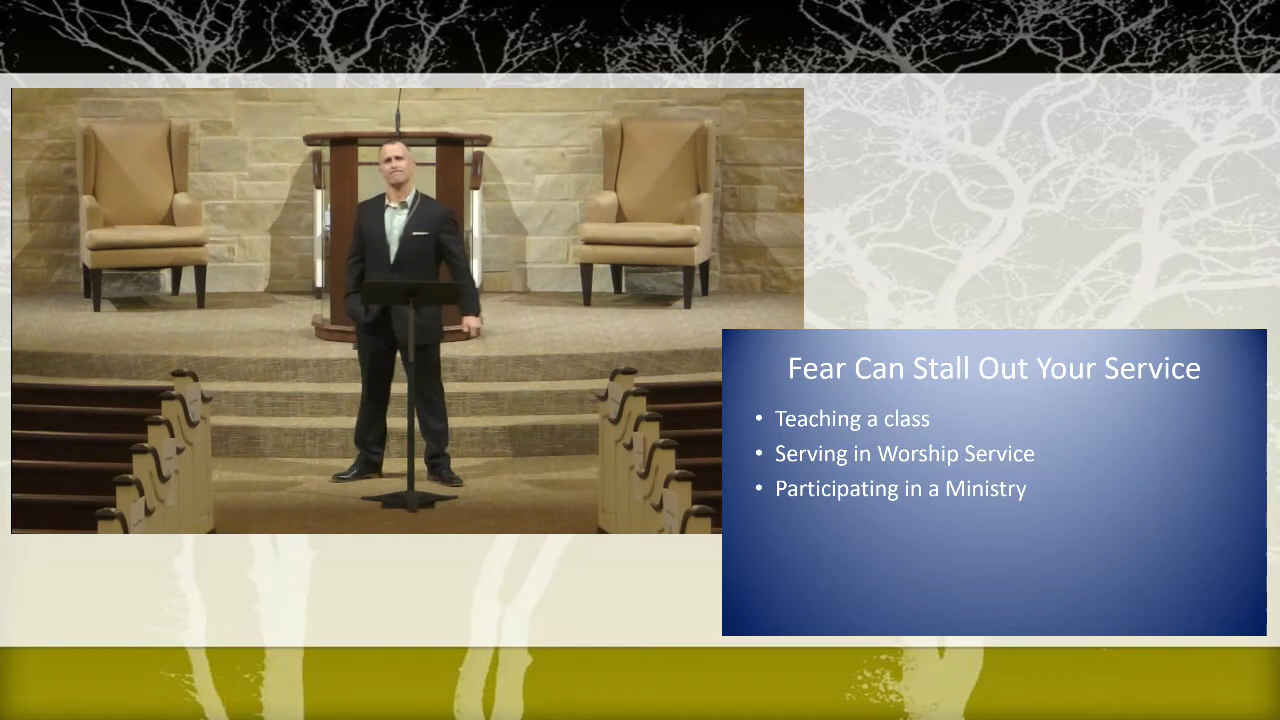 Fear Can Stall Out Your Service
• Teaching a class
• Serving in Worship Service
• Participating in a Ministry